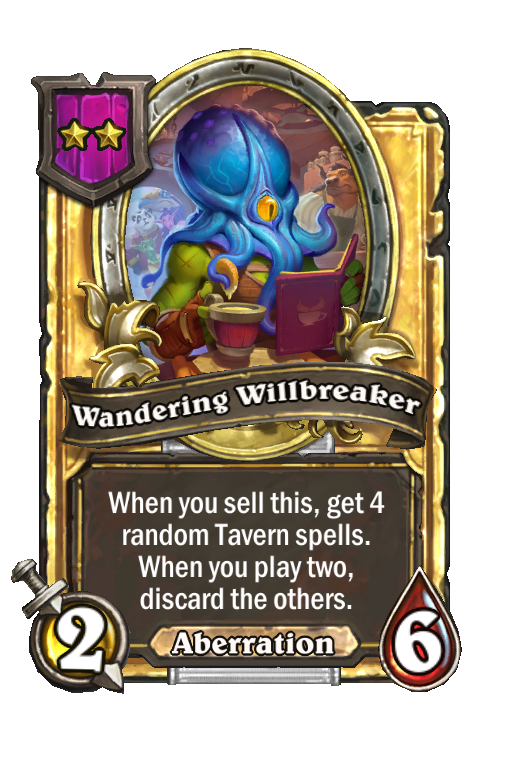 Wandering Willbreaker
When you sell this, get 4
random Tavern spells.
When you play two,
discard the others.
2
Aberration
6